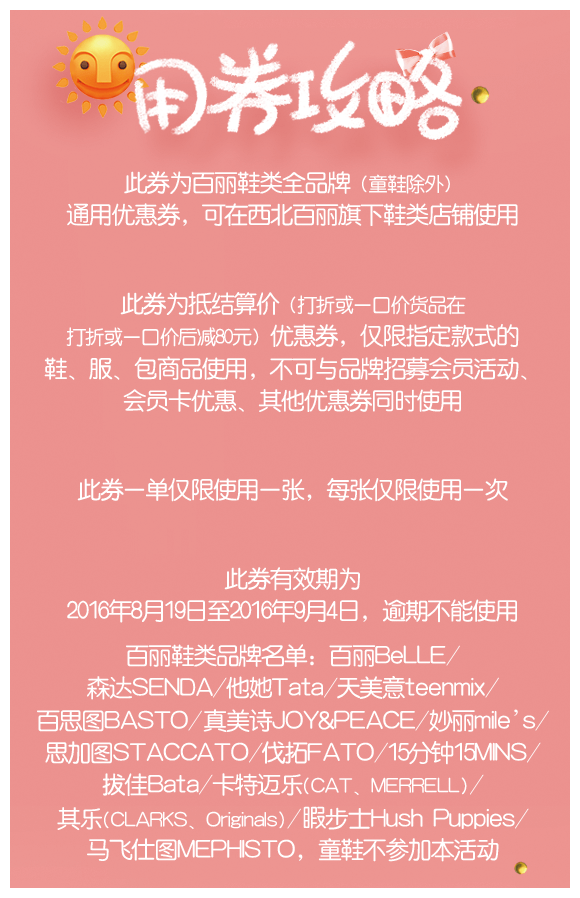 用券攻略
此券为百丽鞋类全品牌（童鞋除外）
通用优惠券，可在西北百丽旗下鞋类店铺使用
此券为抵结算价（打折或一口价货品在
打折或一口价后减80元）优惠券，仅限指定款式的
鞋、服、包商品使用，不可与品牌招募会员活动、
会员卡优惠、其他优惠券同时使用
此券一单仅限使用一张，每张仅限使用一次
此券有效期为
2016年8月19日至2016年9月4日，逾期不能使用
百丽鞋类品牌名单：百丽BeLLE/
森达SENDA/他她Tata/天美意teenmix/
百思图BASTO/真美诗JOY&PEACE/妙丽mile's/
思加图STACCATO/伐拓FATO/15分钟15MINS/
拔佳Bata/卡特迈乐(CAT、MERRELL)/
其乐(CLARKS、Originals)/暇步士Hush Puppies/
马飞仕图MEPHISTO，童鞋不参加本活动